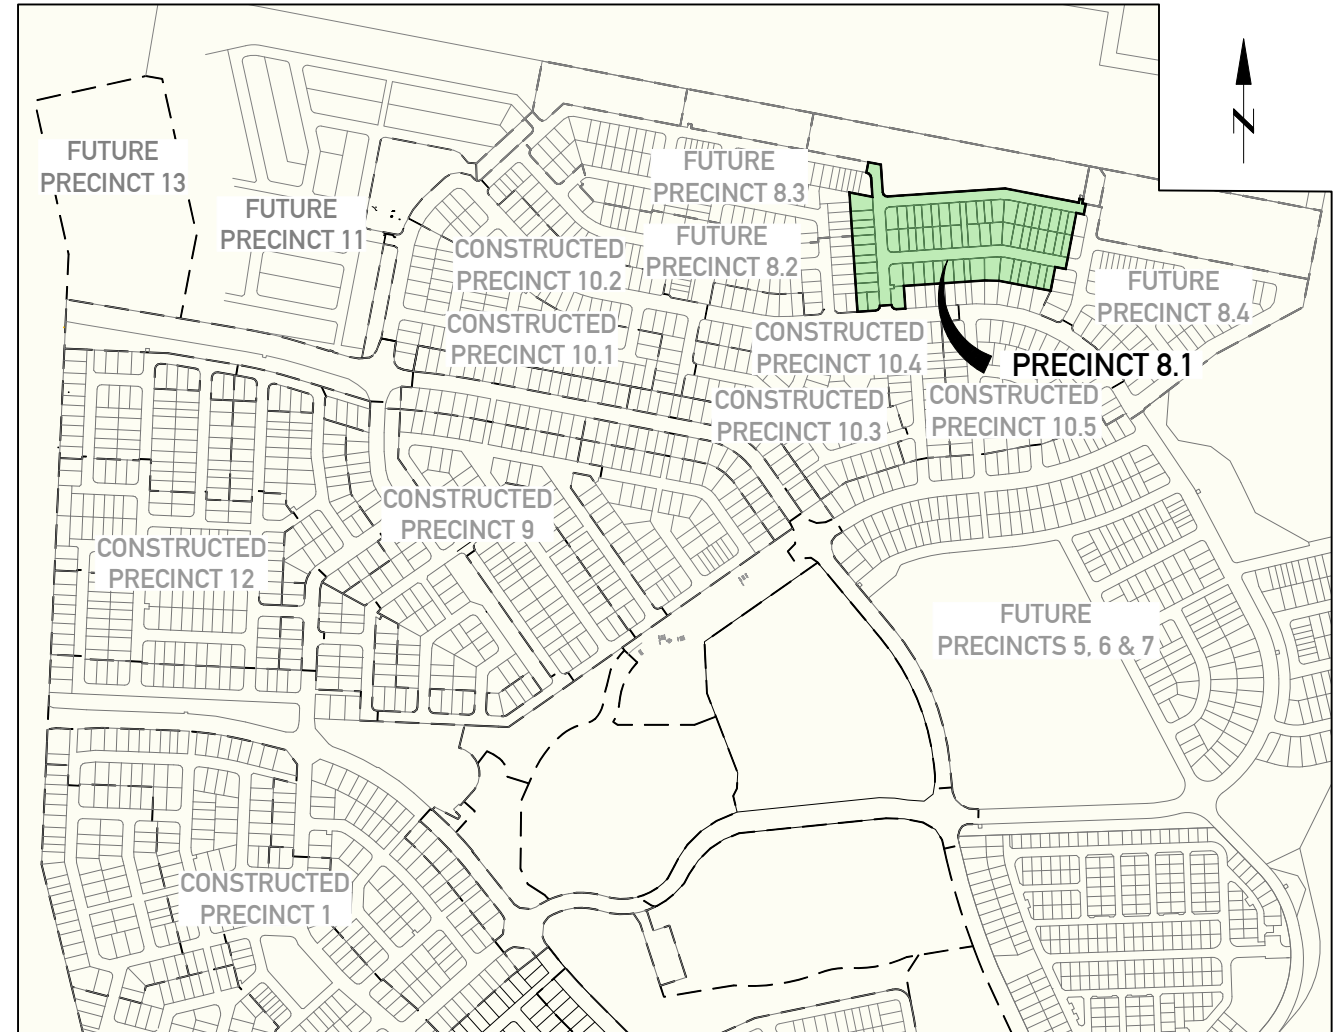 FUTURE
PRECINCT 13
FUTURE
PRECINCT 11
FUTURE
PRECINCT 8.3
CONSTRUCTED
PRECINCT 10.2
FUTURE
PRECINCT 8.2
FUTURE
PRECINCT 8.4
CONSTRUCTED
PRECINCT 10.1
CONSTRUCTED
PRECINCT 10.4
PRECINCT 8.1
CONSTRUCTED
PRECINCT 10.3
CONSTRUCTED
PRECINCT 10.5
CONSTRUCTED
PRECINCT 9
CONSTRUCTED
PRECINCT 12
FUTURE
PRECINCTS 5, 6 & 7
CONSTRUCTED
PRECINCT 1
N